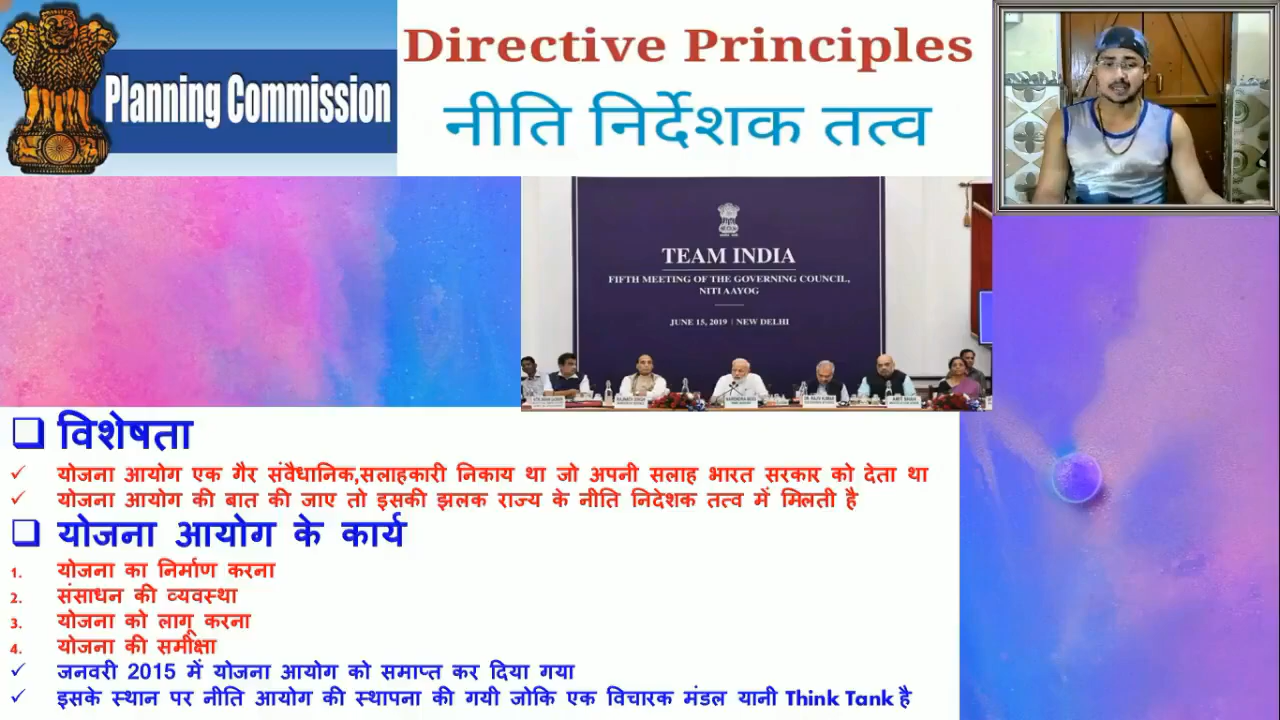 Planning Commission
Directive Principles
नीति निर्देशक तत्व
TEAM INDIA
FIFTH MEETING OF THE GOVERNING COUNCIL,
NITI AAYOG
JUNE 15, 2019 | NEW DELHI
विशेषता
योजना आयोग एक गैर संवैधानिक,सलाहकारी निकाय था जो अपनी सलाह भारत सरकार को देता था
योजना आयोग की बात की जाए तो इसकी झलक राज्य के नीति निदेशक तत्व में मिलती है
योजना आयोग के कार्य
1. योजना का निर्माण करना
2. संसाधन की व्यवस्था
3. योजना को लागू करना
4. योजना की समीक्षा
जनवरी 2015 में योजना आयोग को समाप्त कर दिया गया
इसके स्थान पर नीति आयोग की स्थापना की गयी जोकि एक विचारक मंडल यानी Think Tank है